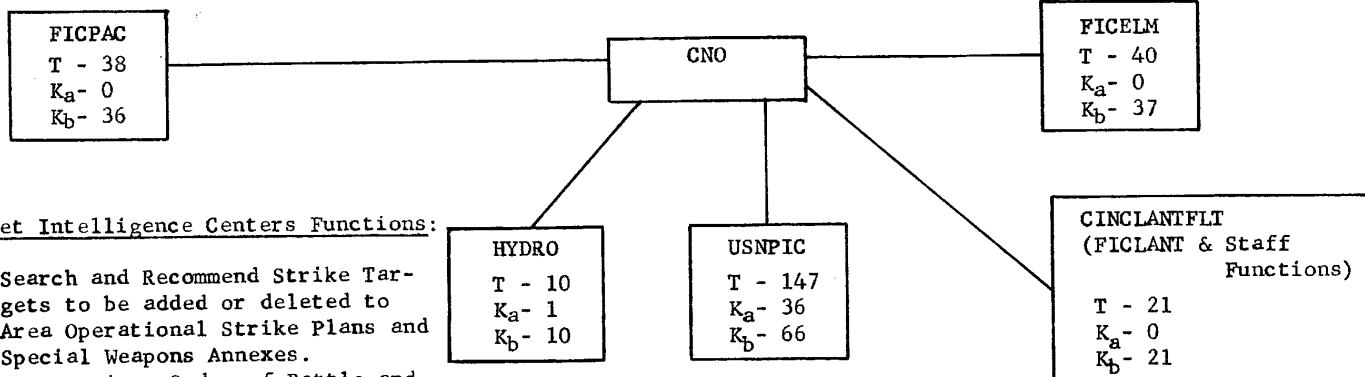 FICPAC
T - 38
Ka- 0
Kb- 36
CNO
FICELM
T - 40
Ka- 0
Kb- 37
et Intelligence Centers Functions:
Search and Recommend Strike Tar-
gets to be added or deleted to
Area Operational Strike Plans and
Special Weapons Annexes.
HYDRO
T - 10
Ka- 1
Kb- 10
USNPIC
T - 147
Ka- 36
Kb- 66
CINCLANTFLT
(FICLANT & Staff
Functions)
T - 21
Ka- 0
Kb- 21